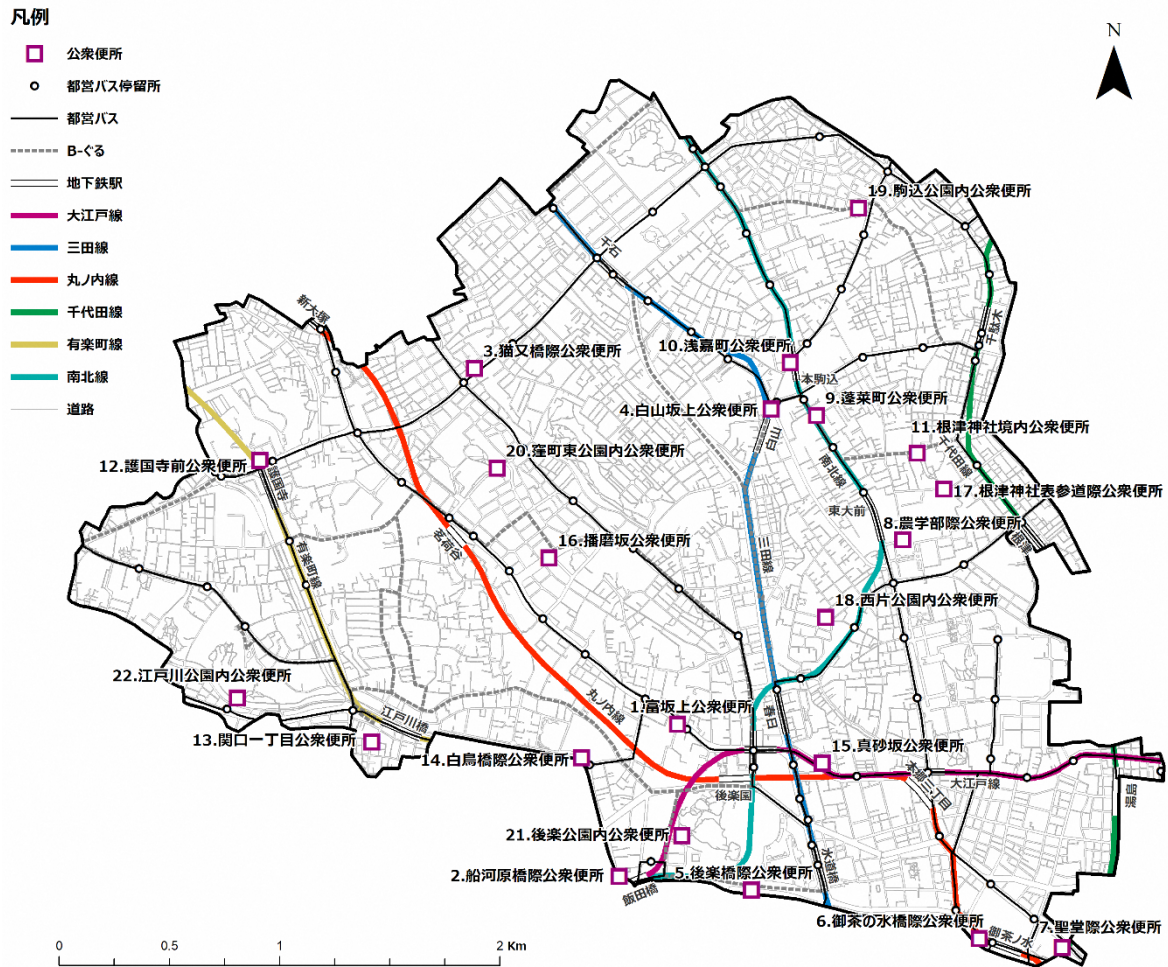 凡例
公衆便所
都営バス停留所
都営バス
B-ぐる
地下鉄駅
大江戸線
三田線
丸ノ内線
千代田線
有楽町線
南北線
道路
N
19.駒込公園内公衆便所
千石
新大塚
千駄木
3.猫又橋際公衆便所
10.浅嘉町公衆便所
本駒込
9.蓬莱町公衆便所
4.白山坂上公衆便所
白山
11.根津神社境内公衆便所
千代田線
12.護国寺前公衆便所
護国寺
20.窪町東公園内公衆便所
南北線
17.根津神社表参道際公衆便所
東大前
8.農学部際公衆便所
根津
有楽町線
茗荷谷
16.播磨坂公衆便所
三田線
18.西片公園内公衆便所
22.江戸川公園内公衆便所
丸ノ内線
1.富坂上公衆便所
春日
江戸川橋
13.関口一丁目公衆便所
14.白鳥橋際公衆便所
15.真砂坂公衆便所
本郷三丁目
大江戸線
湯島
後楽園
21.後楽公園内公衆便所
水道橋
2.船河原橋際公衆便所
飯田橋
5.後楽橋際公衆便所
6.御茶の水橋際公衆便所
7.聖堂際公衆便所
御茶ノ水
0
0.5
1
2 Km